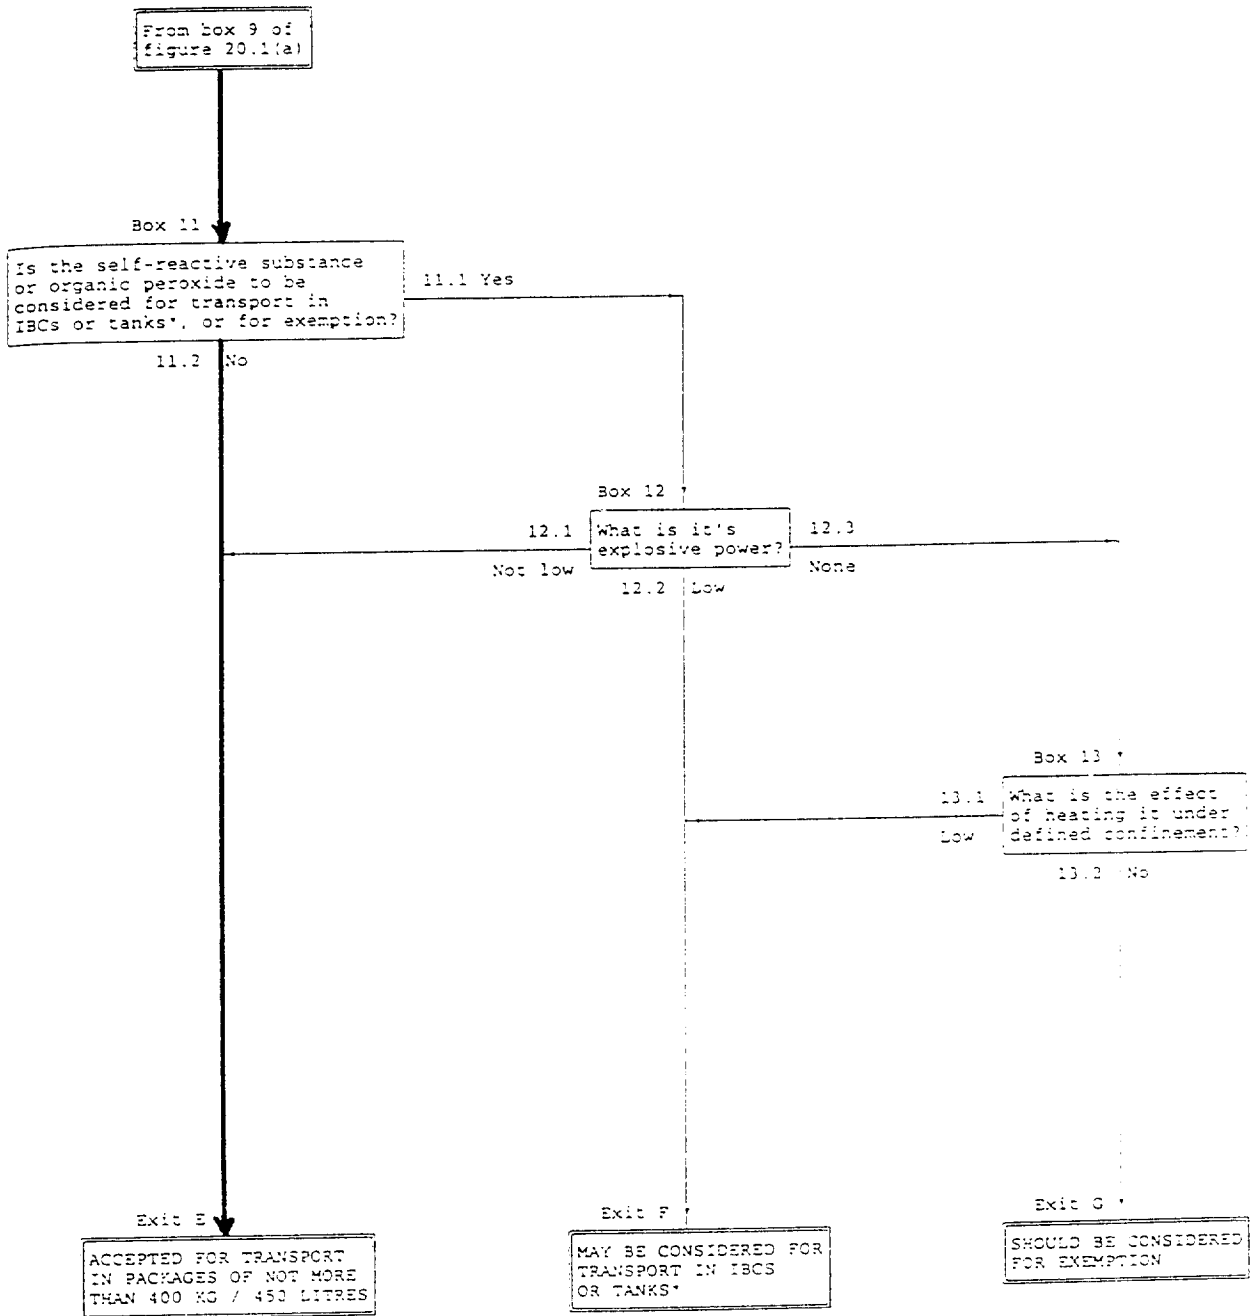 From box 9 of
figure 20.1(a)
Box 11
Is the self-reactive substance
or organic peroxide to be
considered for transport in
IBCs or tanks*, or for exemption?
11.1 Yes
11.2 No
Box 12
What is it's
explosive power?
12.1
Not low
12.2 Low
12.3
None
Box 13
What is the effect
of heating it under
defined confinement?
13.1
Low
13.2 No
Exit E
ACCEPTED FOR TRANSPORT
IN PACKAGES OF NOT MORE
THAN 400 KG / 450 LITRES
Exit F
MAY BE CONSIDERED FOR
TRANSPORT IN IBCS
OR TANKS*
Exit G
SHOULD BE CONSIDERED
FOR EXEMPTION